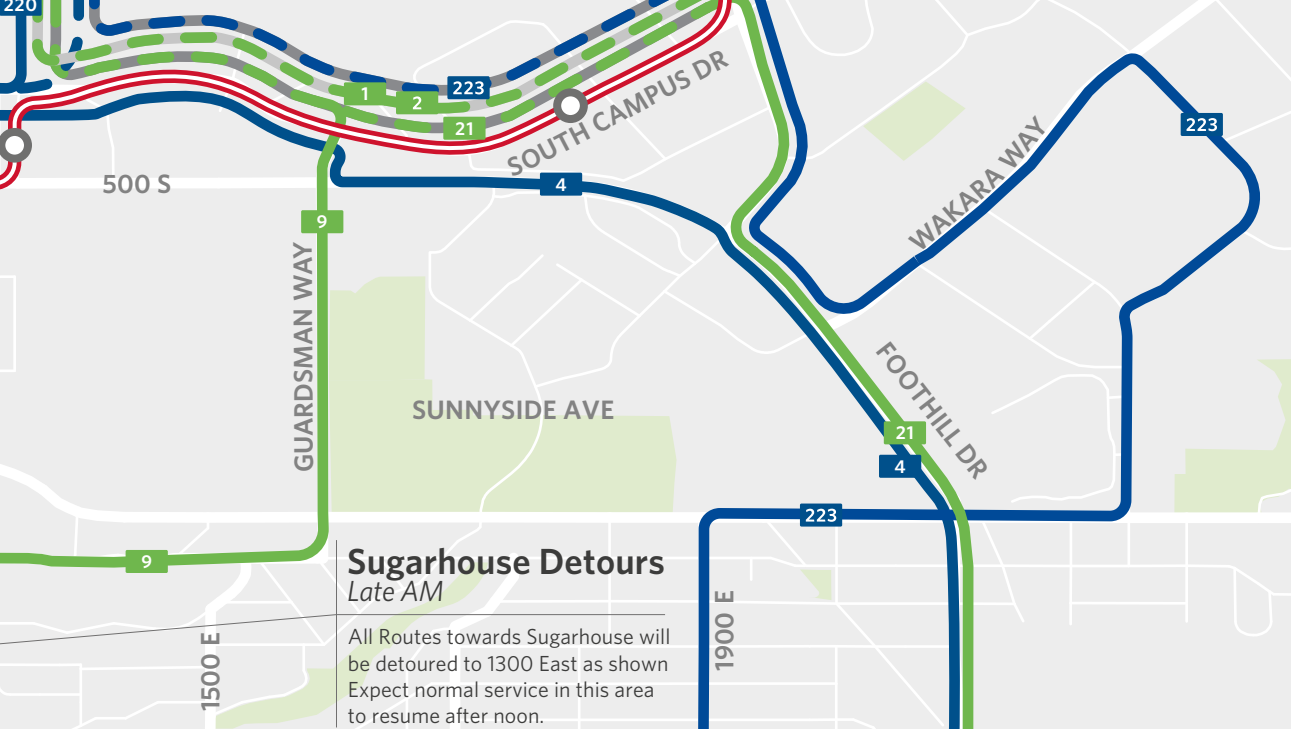 220
223
1
2
21
SOUTH CAMPUS DR
223
500 S
4
9
WAKARA WAY
GUARDSMAN WAY
FOOTHILL DR
SUNNYSIDE AVE
21
4
223
9
Sugarhouse Detours
Late AM
All Routes towards Sugarhouse will
be detoured to 1300 East as shown
Expect normal service in this area
to resume after noon.
1500 E
1900 E